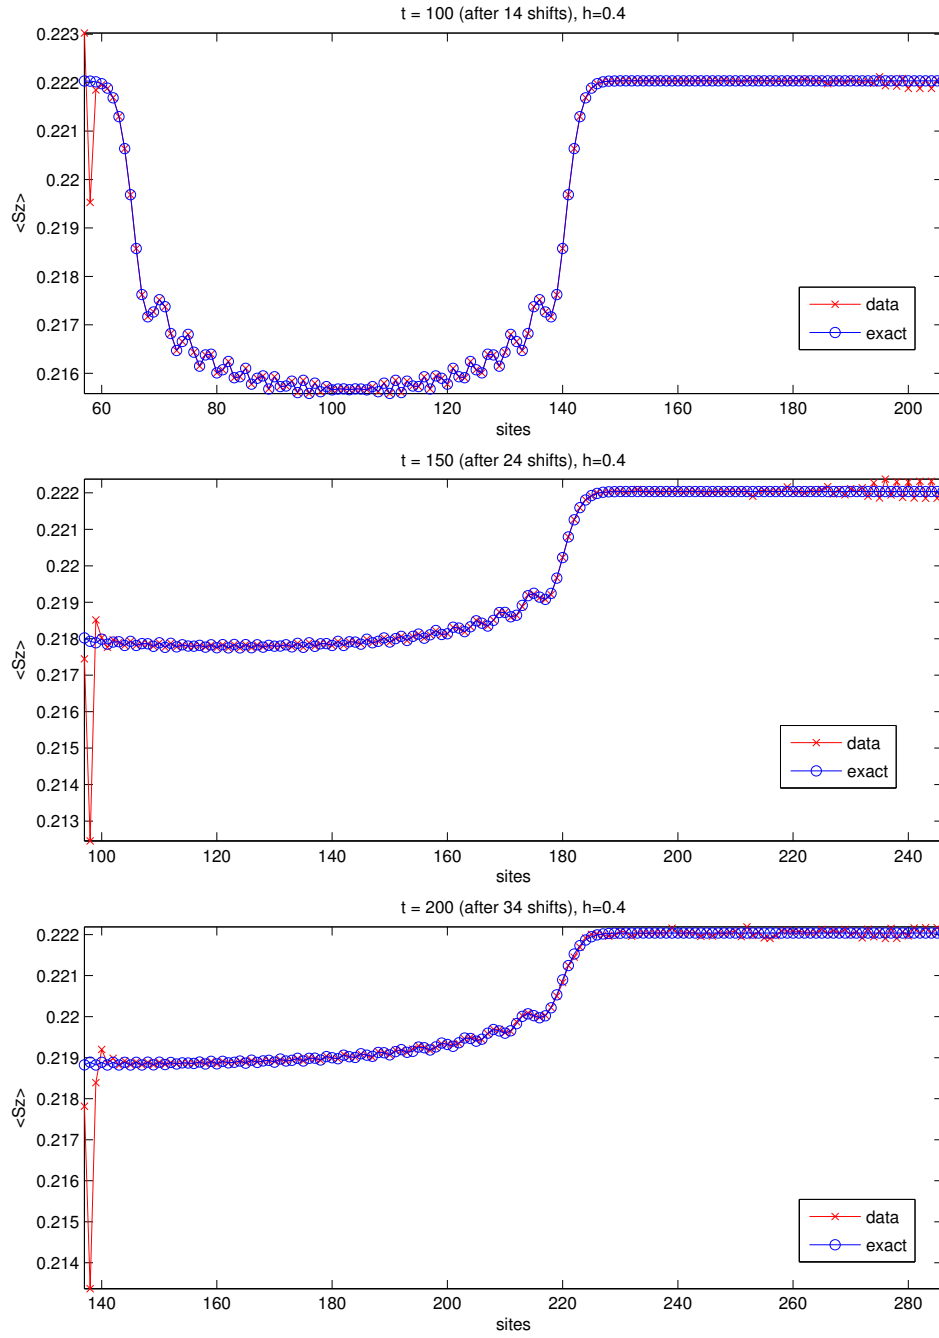 t = 100 (after 14 shifts), h=0.4
0.223
0.222
0.221
0.22
0.219
0.218
0.217
0.216
<Sz>
data
exact
60 80 100 120 140 160 180 200
sites
t = 150 (after 24 shifts), h=0.4
0.222
0.221
0.22
0.219
0.218
0.217
0.216
0.215
0.214
0.213
<Sz>
data
exact
100 120 140 160 180 200 220 240
sites
t = 200 (after 34 shifts), h=0.4
0.222
0.221
0.22
0.219
0.218
0.217
0.216
0.215
0.214
<Sz>
data
exact
140 160 180 200 220 240 260 280
sites